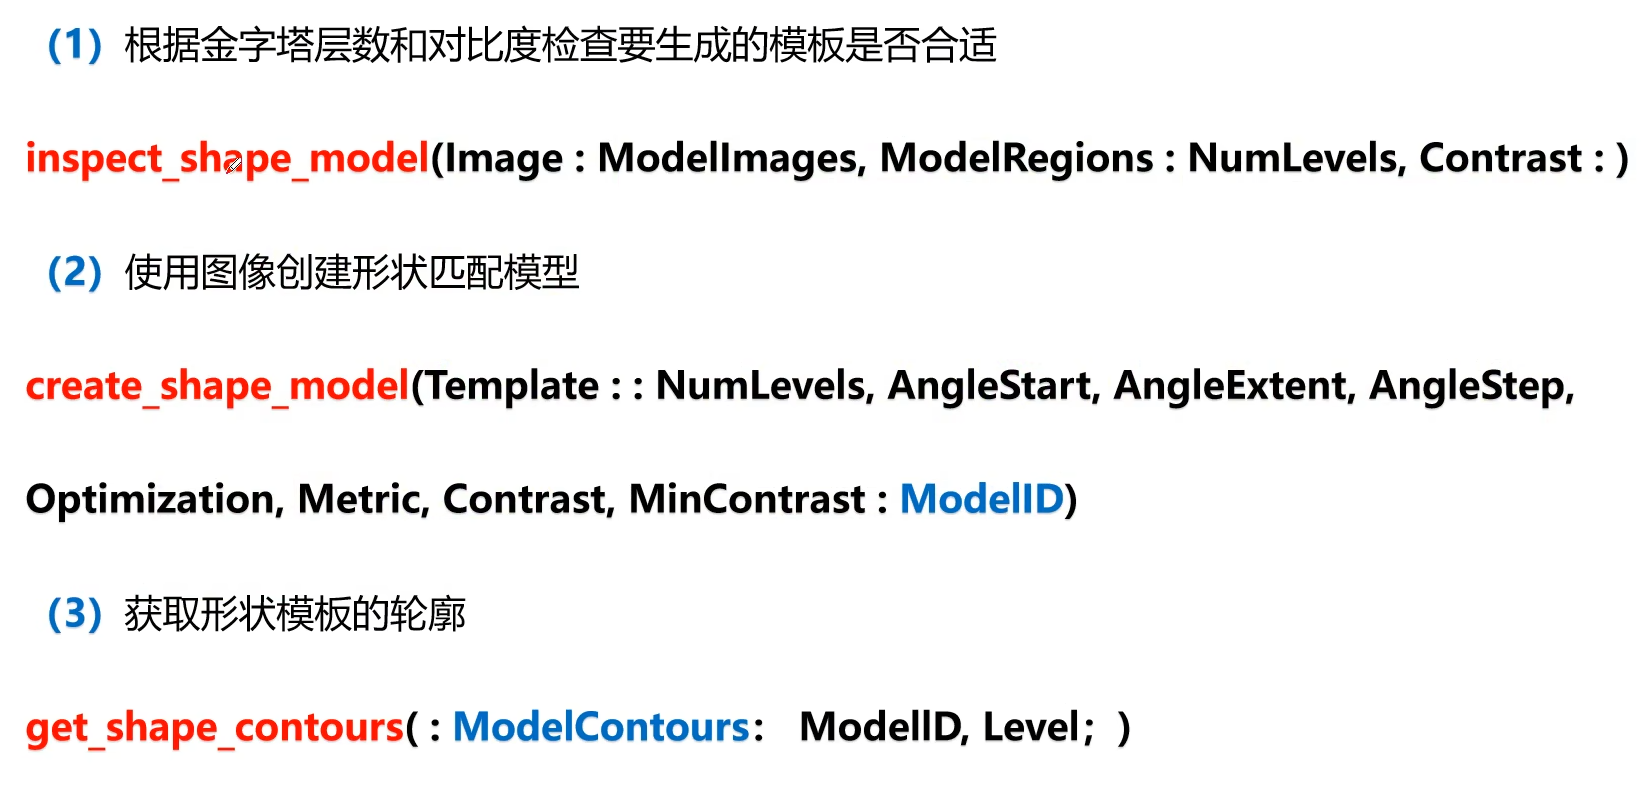 （1）根据金字塔层数和对比度检查要生成的模板是否合适
inspect_shape_model(Image : ModelImages, ModelRegions : NumLevels, Contrast : )
（2）使用图像创建形状匹配模型
create_shape_model(Template : : NumLevels, AngleStart, AngleExtent, AngleStep,
Optimization, Metric, Contrast, MinContrast : ModelID)
（3）获取形状模板的轮廓
get_shape_contours( : ModelContours： ModelID, Level；)